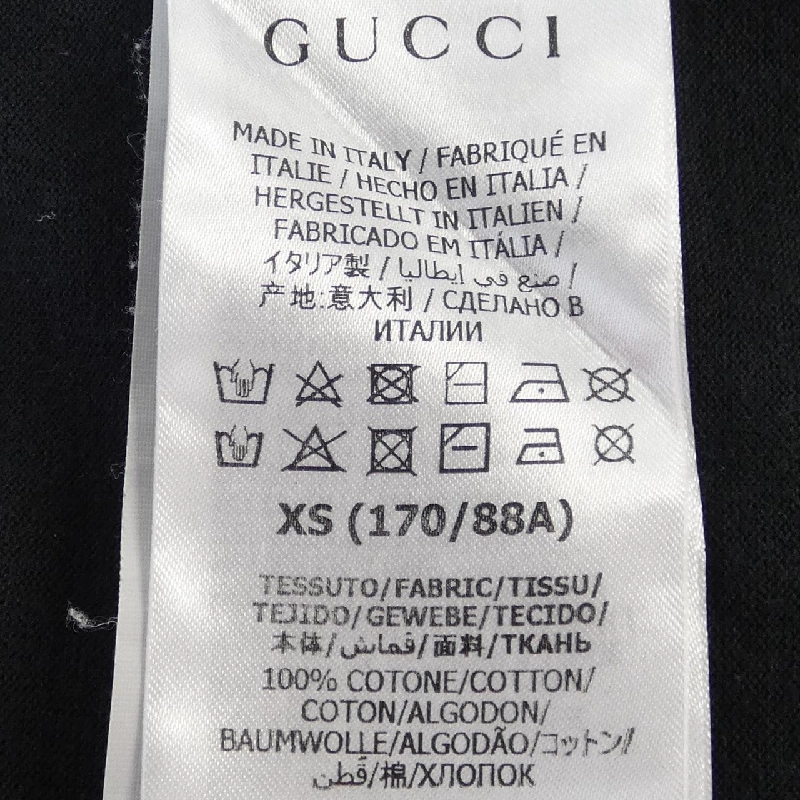 GUCCI
MADE IN ITALY / FABRIQUÉ EN
ITALIE / HECHO EN ITALIA /
HERGESTELLT IN ITALIEN /
FABRICADO EM ITÁLIA /
イタリア製 / صنع في إيطاليا /
产地:意大利 / СДЕЛАНО В
ИТАЛИИ
XS (170/88A)
TESSUTO/FABRIC/TISSU/
TEJIDO/GEWEBE/TECIDO/
本体/قماش/面料/ТКАНЬ
100% COTONE/COTTON/
COTON/ALGODON/
BAUMWOLLE/ALGODÃO/コットン/
قطن/棉/ХЛОПОК